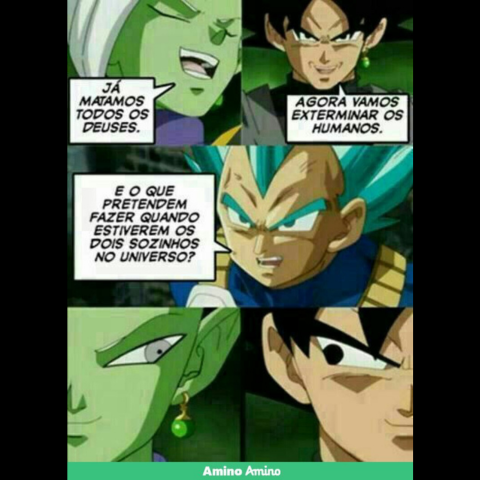 JÁ
MATAMOS
TODOS OS
DEUSES.
AGORA VAMOS
EXTERMINAR OS
HUMANOS.
E O QUE
PRETENDEM
FAZER QUANDO
ESTIVEREM OS
DOIS SOZINHOS
NO UNIVERSO?
Amino Amino